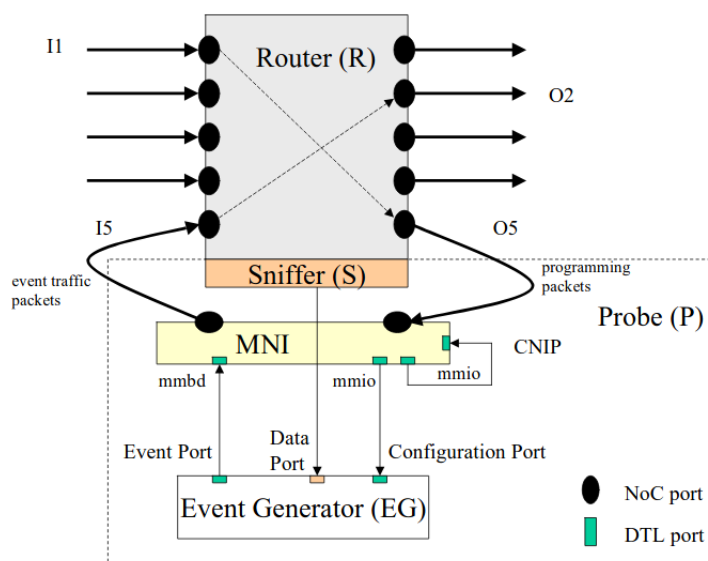 I1
Router (R)
O2
I5
O5
event traffic
packets
programming
packets
Sniffer (S)
Probe (P)
MNI
CNIP
mmbd
mmio
mmio
Event Port
Data
Port
Configuration Port
Event Generator (EG)
NoC port
DTL port